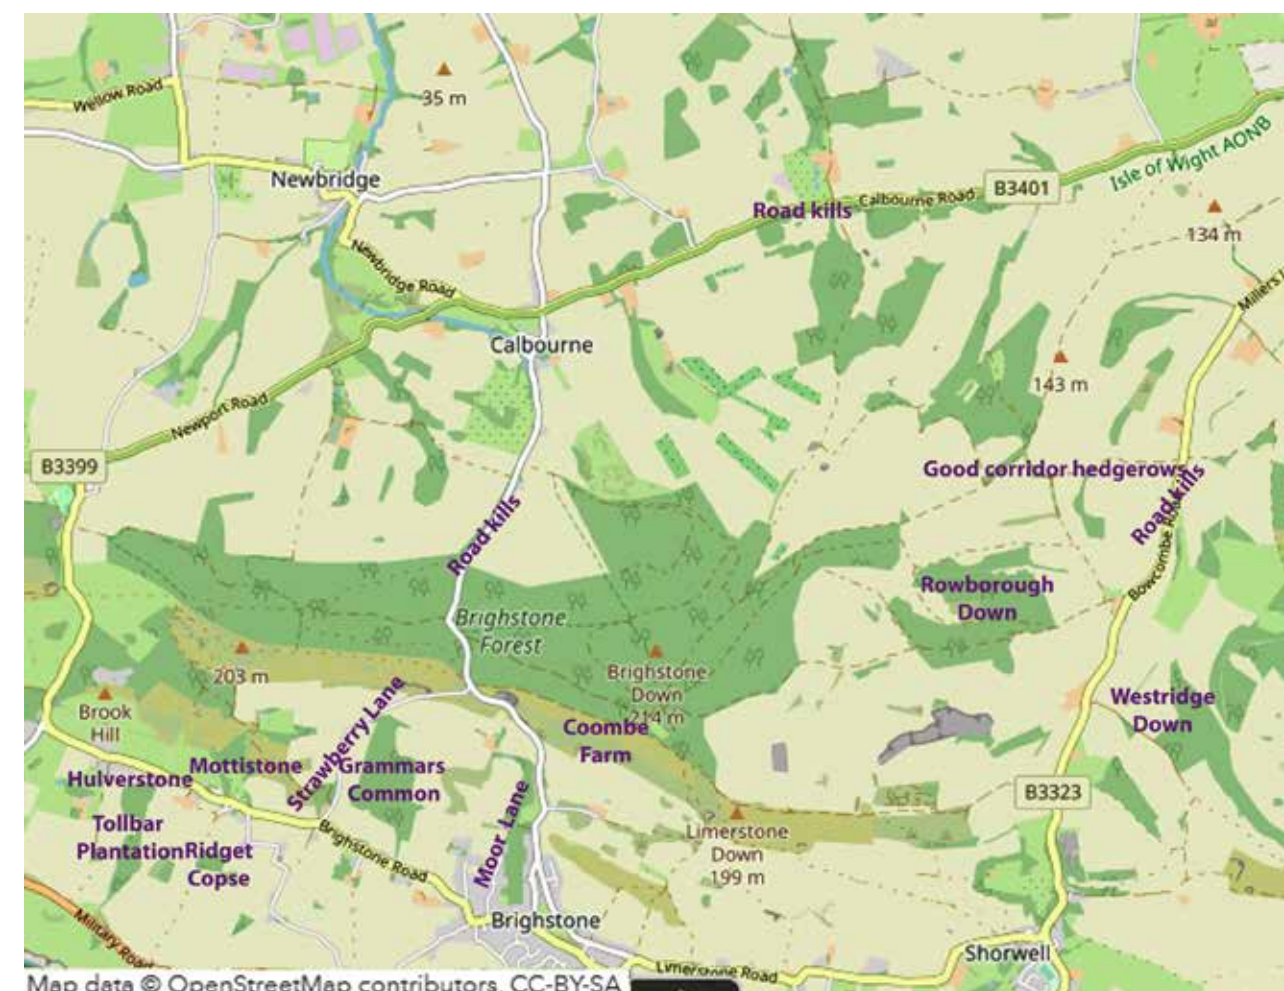 Wellow Road
35 m
Newbridge
Isle of Wight AONB
B3401
Calbourne Road
Road kills
134 m
Newbridge Road
Calbourne
143 m
Newport Road
B3399
Good corridor hedgerows
Road kills
Road kills
Rowborough
Down
Brighstone
Forest
203 m
Brighstone
Down
214 m
Westridge
Down
Brook
Hill
Strawberry Lane
Coombe
Farm
Mottistone
Hulverstone
Grammars
Common
B3323
Moor Lane
Tollbar
Plantation
Ridget
Copse
Brighstone Road
Limerstone
Down
199 m
Military Road
Brighstone
Shorwell
Limerstone Road
Map data © OpenStreetMap contributors, CC-BY-SA